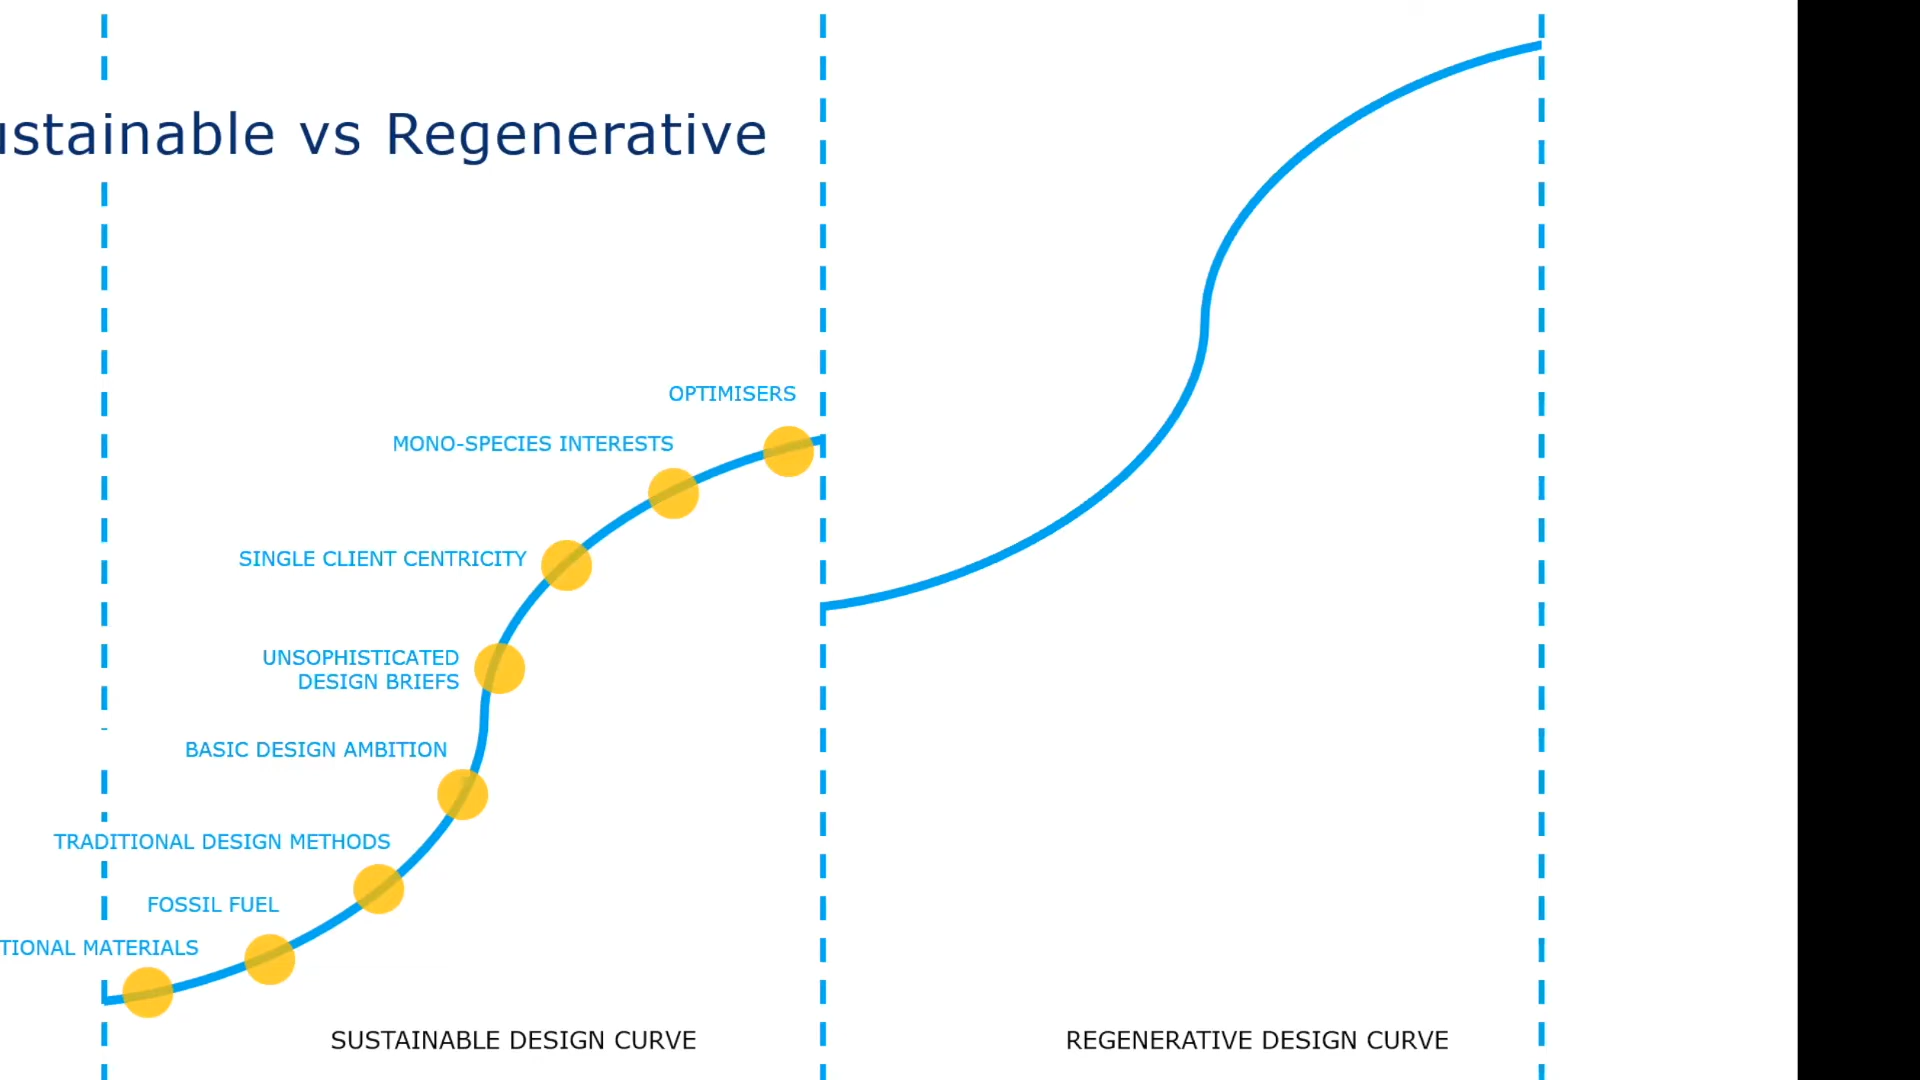 ustainable vs Regenerative
OPTIMISERS
MONO-SPECIES INTERESTS
SINGLE CLIENT CENTRICITY
UNSOPHISTICATED
DESIGN BRIEFS
BASIC DESIGN AMBITION
TRADITIONAL DESIGN METHODS
FOSSIL FUEL
TIONAL MATERIALS
SUSTAINABLE DESIGN CURVE
REGENERATIVE DESIGN CURVE